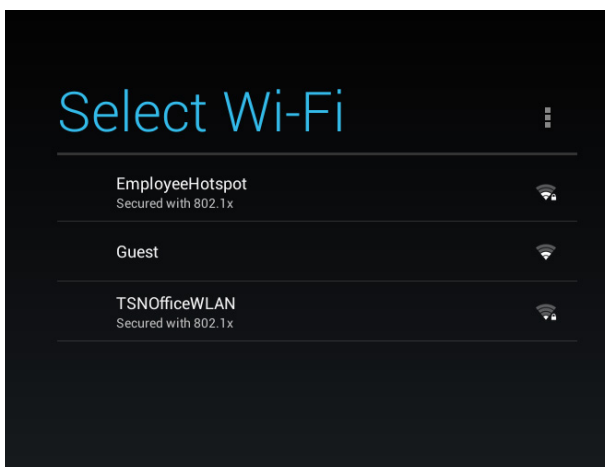 Select Wi-Fi
EmployeeHotspot
Secured with 802.1x
Guest
TSNOfficeWLAN
Secured with 802.1x